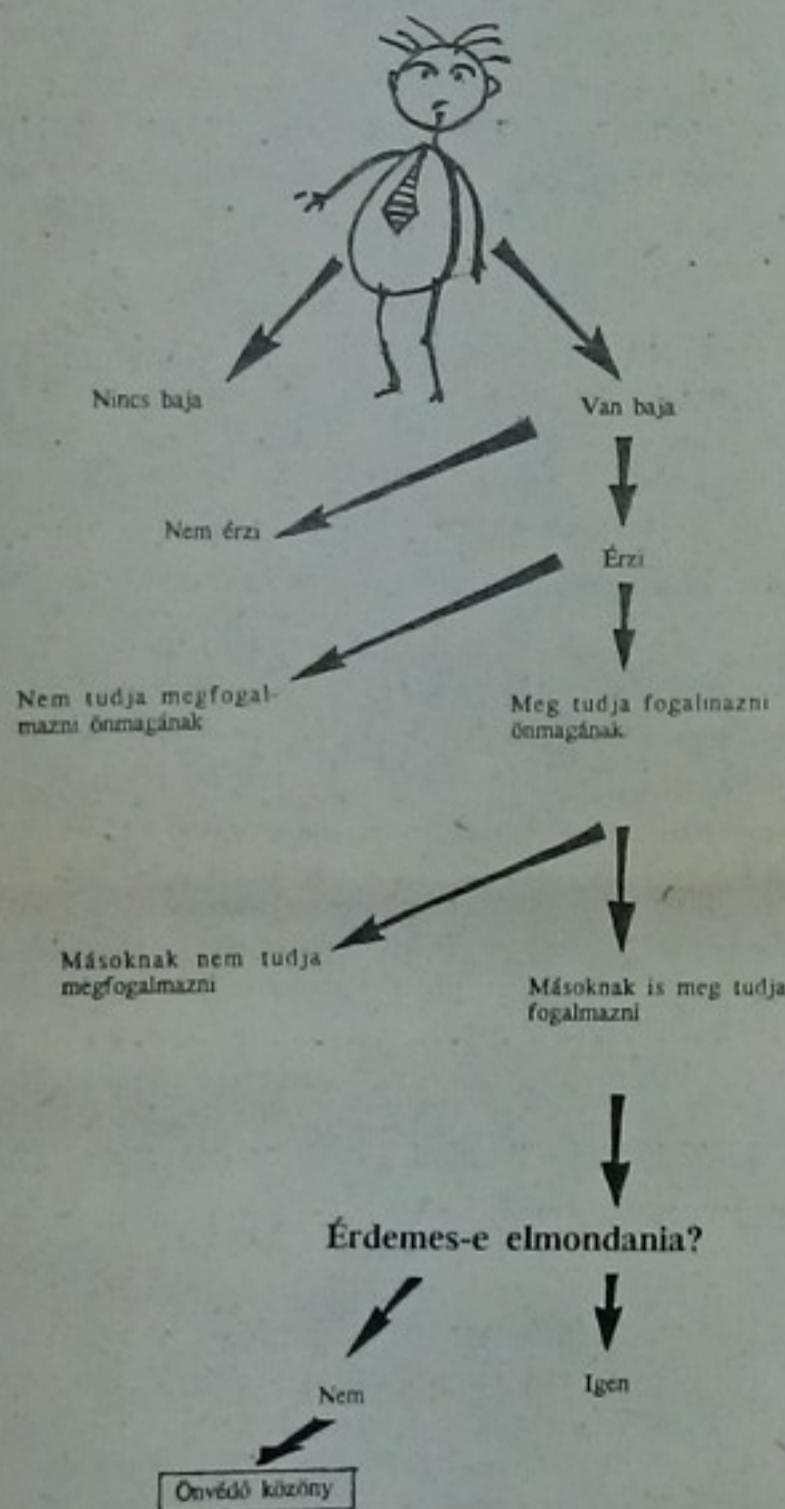 Nincs baja
Van baja
Nem érzi
Érzi
Nem tudja megfogal-
mazni önmagának
Meg tudja fogalmazni
önmagának
Másoknak nem tudja
megfogalmazni
Másoknak is meg tudja
fogalmazni
Érdemes-e elmondania?
Nem
Igen
Önvédő közöny